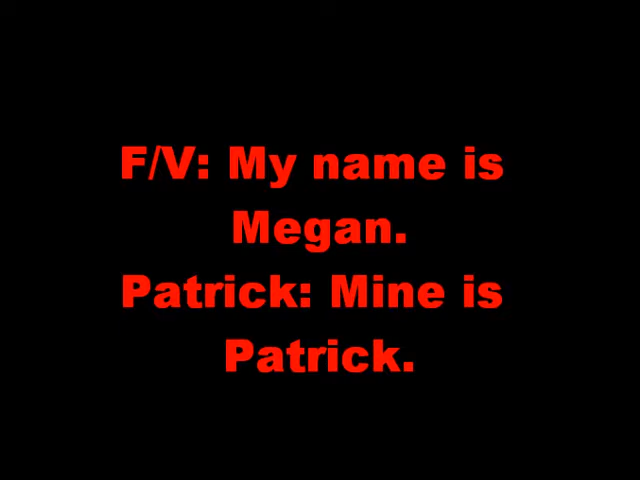 F/V: My name is
Megan.
Patrick: Mine is
Patrick.